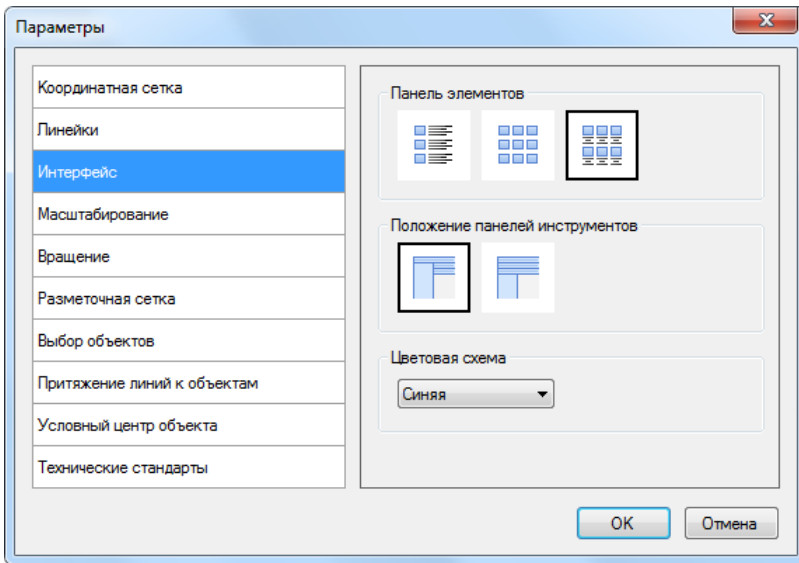 Параметры
Координатная сетка
Линейки
Интерфейс
Масштабирование
Вращение
Разметочная сетка
Выбор объектов
Притяжение линий к объектам
Условный центр объекта
Технические стандарты
Панель элементов
Положение панелей инструментов
Цветовая схема
Синяя
OK
Отмена